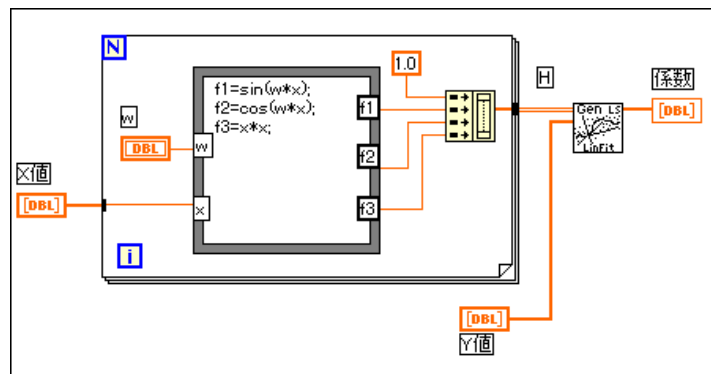 N
f1=sin(w*x);
f2=cos(w*x);
f3=x*x;
w
DBL
w
x
f1
f2
f3
1.0
H
Gen LS
LinFit
係数
[DBL]
X値
[DBL]
i
[DBL]
Y値